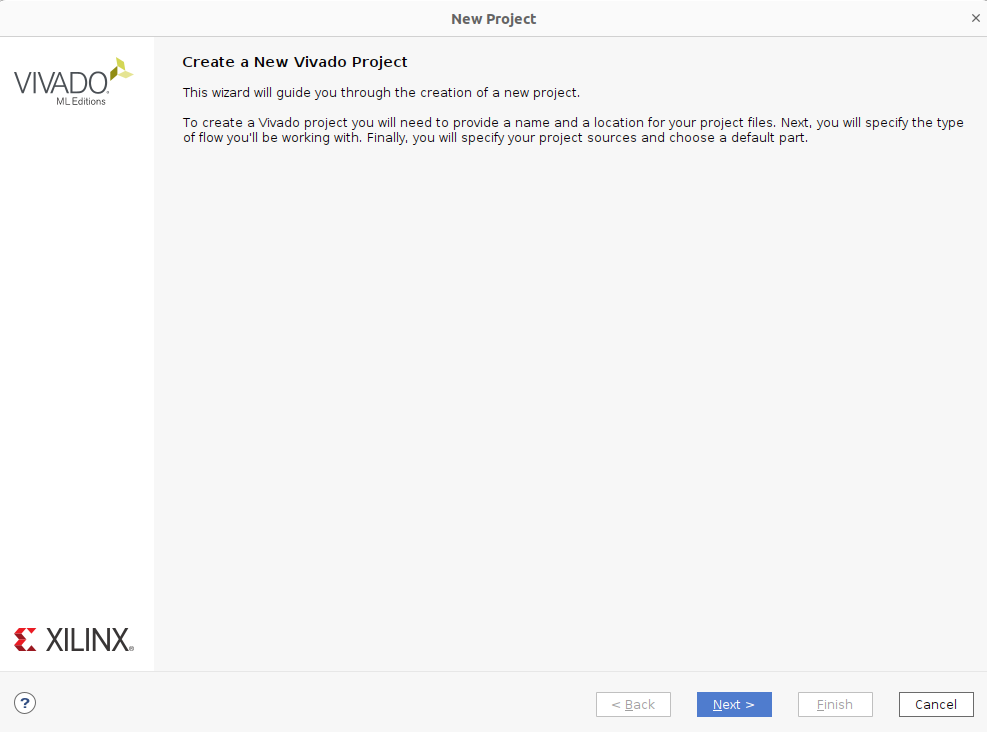 New Project
×
VIVADO
ML Editions
Create a New Vivado Project
This wizard will guide you through the creation of a new project.
To create a Vivado project you will need to provide a name and a location for your project files. Next, you will specify the type
of flow you'll be working with. Finally, you will specify your project sources and choose a default part.
XILINX®
?
< Back
Next >
Finish
Cancel